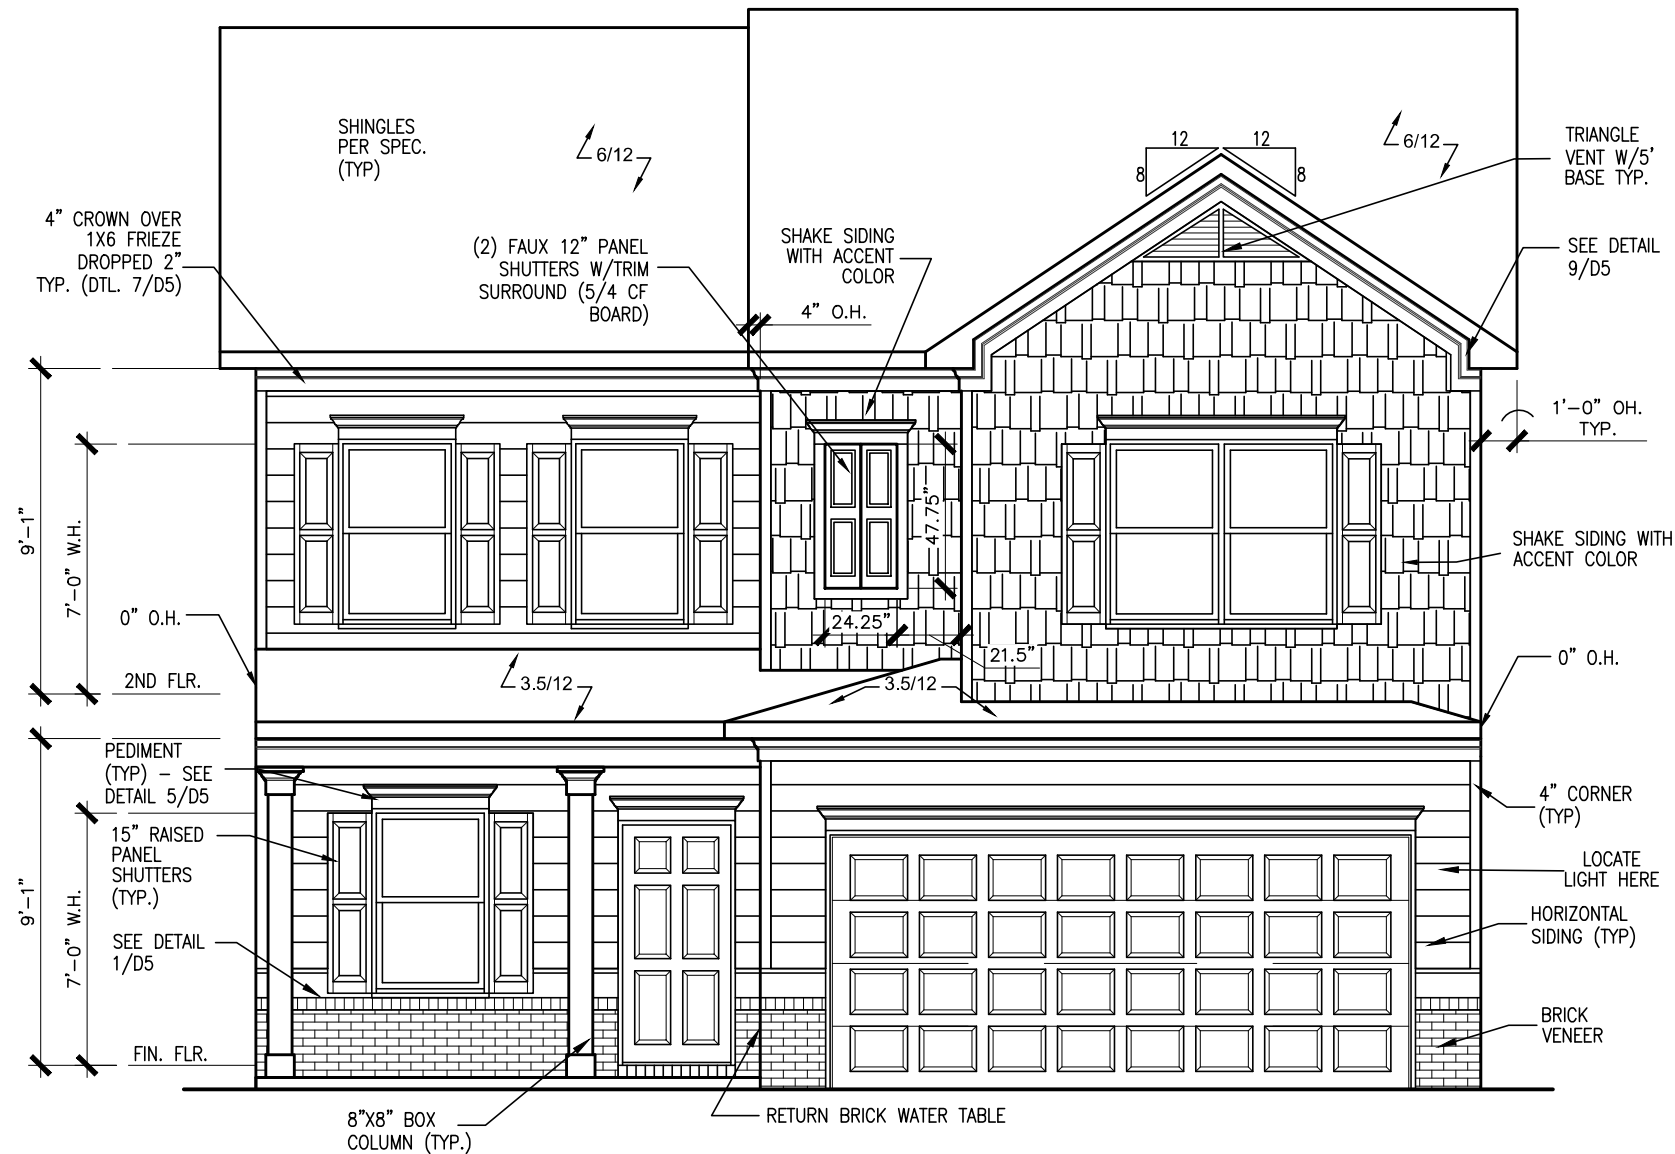 SHINGLES
PER SPEC.
(TYP)
6/12
12
12
8
8
6/12
TRIANGLE
VENT W/5'
BASE TYP.
4" CROWN OVER
1X6 FRIEZE
DROPPED 2"
TYP. (DTL. 7/D5)
(2) FAUX 12" PANEL
SHUTTERS W/TRIM
SURROUND (5/4 CF
BOARD)
SHAKE SIDING
WITH ACCENT
COLOR
4" O.H.
SEE DETAIL
9/D5
1'-0" OH.
TYP.
9'-1"
7'-0" W.H.
47.75"
SHAKE SIDING WITH
ACCENT COLOR
0" O.H.
24.25"
21.5"
0" O.H.
2ND FLR.
3.5/12
3.5/12
PEDIMENT
(TYP) - SEE
DETAIL 5/D5
15" RAISED
PANEL
SHUTTERS
(TYP.)
9'-1"
7'-0" W.H.
SEE DETAIL
1/D5
4" CORNER
(TYP)
LOCATE
LIGHT HERE
HORIZONTAL
SIDING (TYP)
BRICK
VENEER
FIN. FLR.
8"X8" BOX
COLUMN (TYP.)
RETURN BRICK WATER TABLE